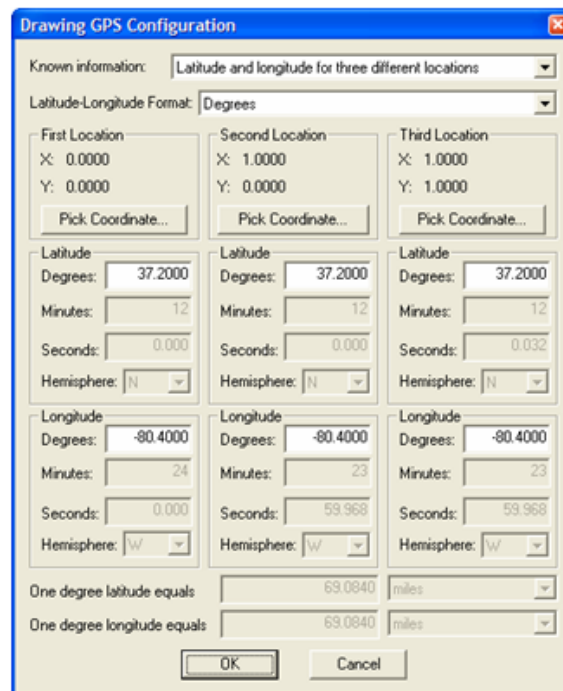 Drawing GPS Configuration
Known information: Latitude and longitude for three different locations
Latitude-Longitude Format: Degrees
First Location Second Location Third Location
X: 0.0000 X: 1.0000 X: 1.0000
Y: 0.0000 Y: 0.0000 Y: 1.0000
Pick Coordinate... Pick Coordinate... Pick Coordinate...
Latitude Latitude Latitude
Degrees: 37.2000 Degrees: 37.2000 Degrees: 37.2000
Minutes: 12 Minutes: 12 Minutes: 12
Seconds: 0.000 Seconds: 0.000 Seconds: 0.032
Hemisphere: N Hemisphere: N Hemisphere: N
Longitude Longitude Longitude
Degrees: -80.4000 Degrees: -80.4000 Degrees: -80.4000
Minutes: 24 Minutes: 23 Minutes: 23
Seconds: 0.000 Seconds: 59.968 Seconds: 59.968
Hemisphere: W Hemisphere: W Hemisphere: W
One degree latitude equals 69.0840 miles
One degree longitude equals 69.0840 miles
OK Cancel